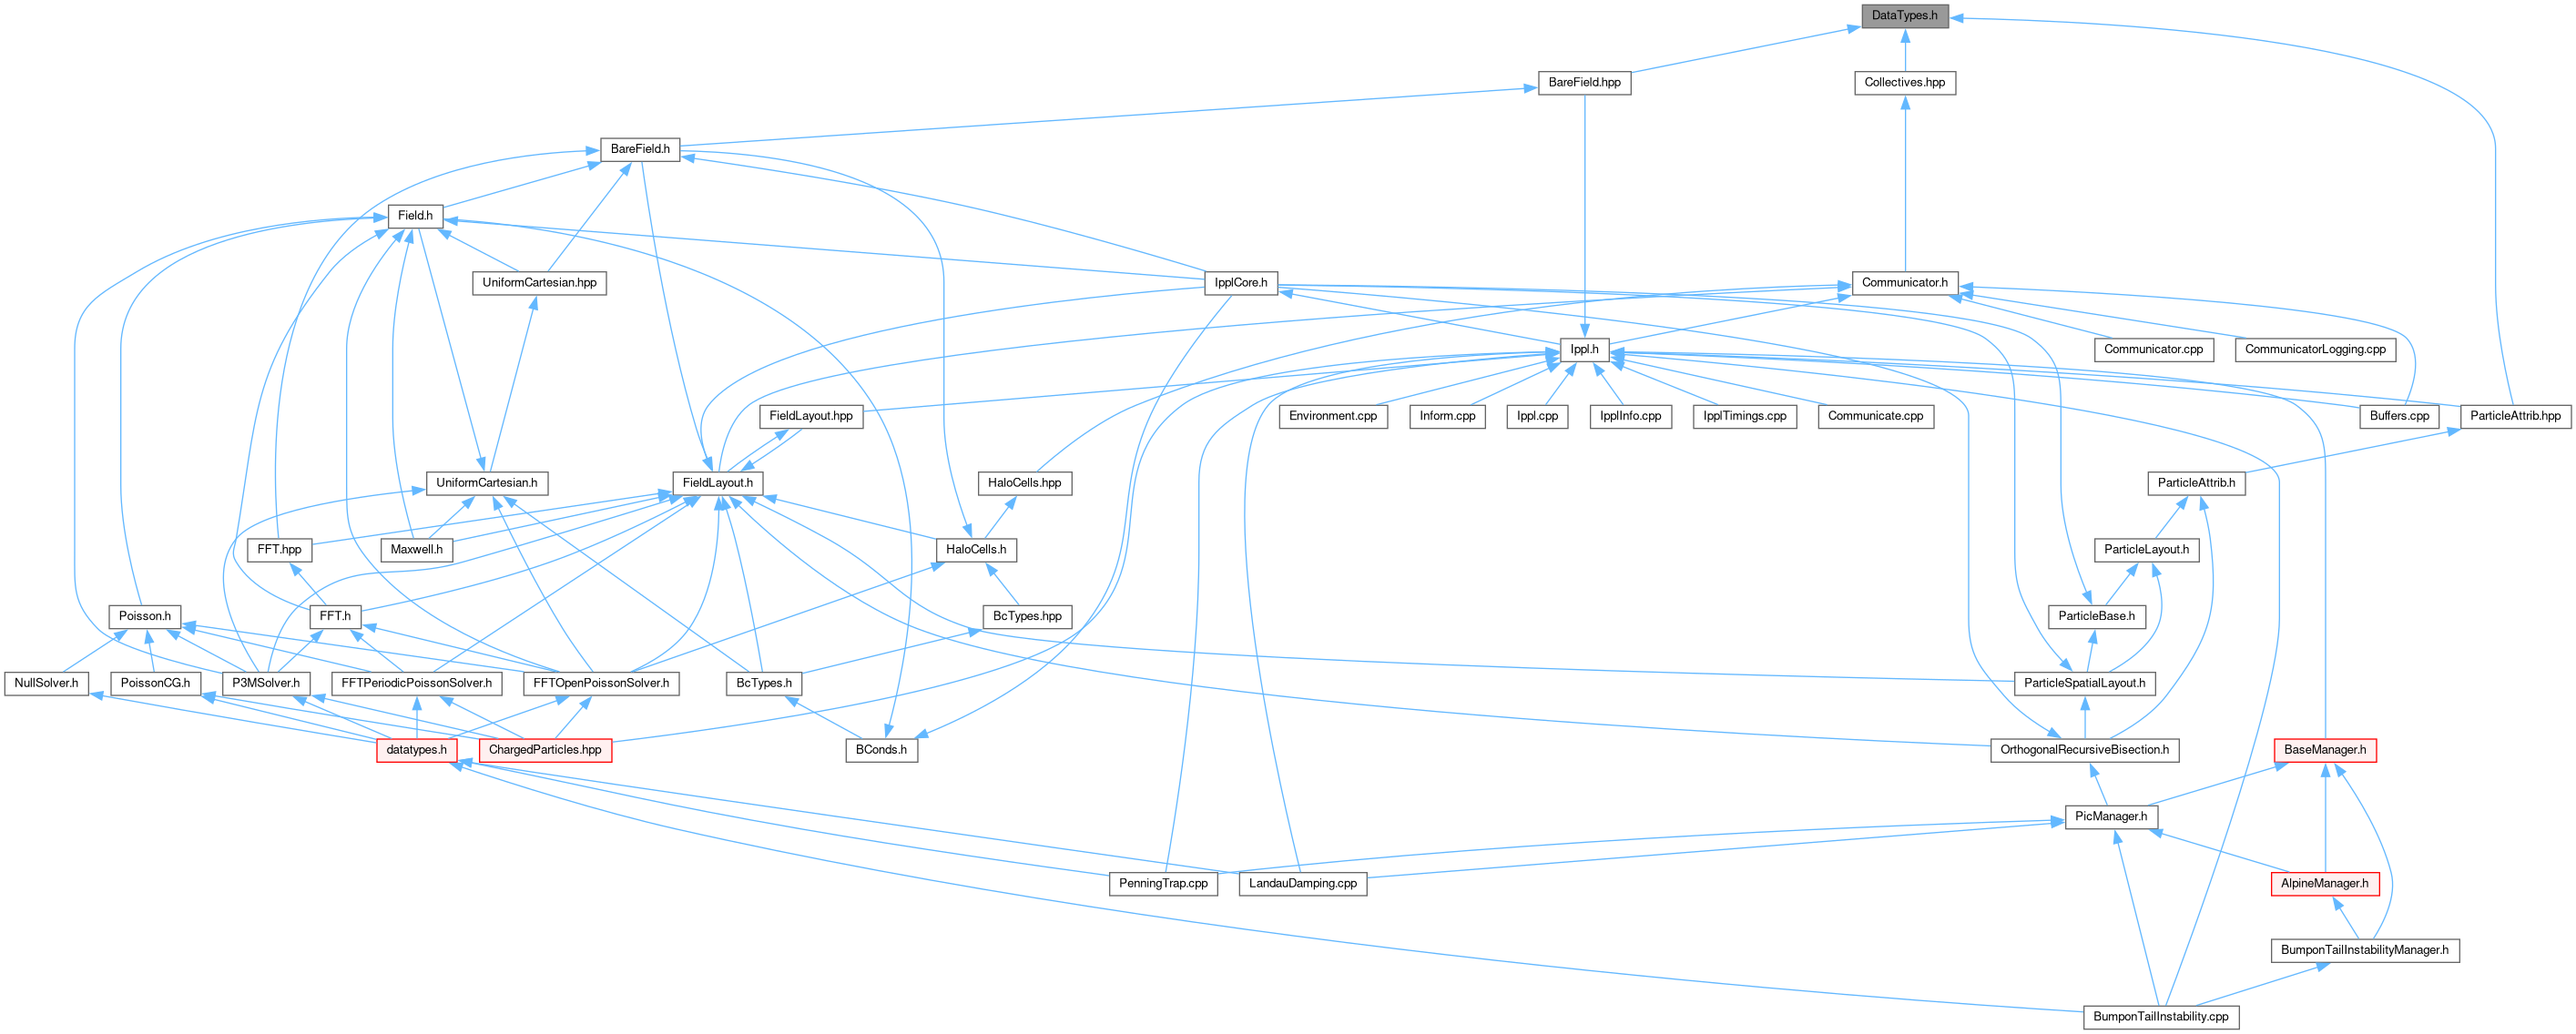 DataTypes.h
BareField.hpp
Collectives.hpp
BareField.h
Field.h
UniformCartesian.hpp
IpplCore.h
Communicator.h
Ippl.h
Communicator.cpp
CommunicatorLogging.cpp
FieldLayout.hpp
Environment.cpp
Inform.cpp
Ippl.cpp
IpplInfo.cpp
IpplTimings.cpp
Communicate.cpp
Buffers.cpp
ParticleAttrib.hpp
UniformCartesian.h
FieldLayout.h
HaloCells.hpp
ParticleAttrib.h
FFT.hpp
Maxwell.h
HaloCells.h
ParticleLayout.h
Poisson.h
FFT.h
BcTypes.hpp
ParticleBase.h
NullSolver.h
PoissonCG.h
P3MSolver.h
FFTPeriodicPoissonSolver.h
FFTOpenPoissonSolver.h
BcTypes.h
ParticleSpatialLayout.h
datatypes.h
ChargedParticles.hpp
BConds.h
OrthogonalRecursiveBisection.h
BaseManager.h
PicManager.h
PenningTrap.cpp
LandauDamping.cpp
AlpineManager.h
BumponTailInstabilityManager.h
BumponTailInstability.cpp